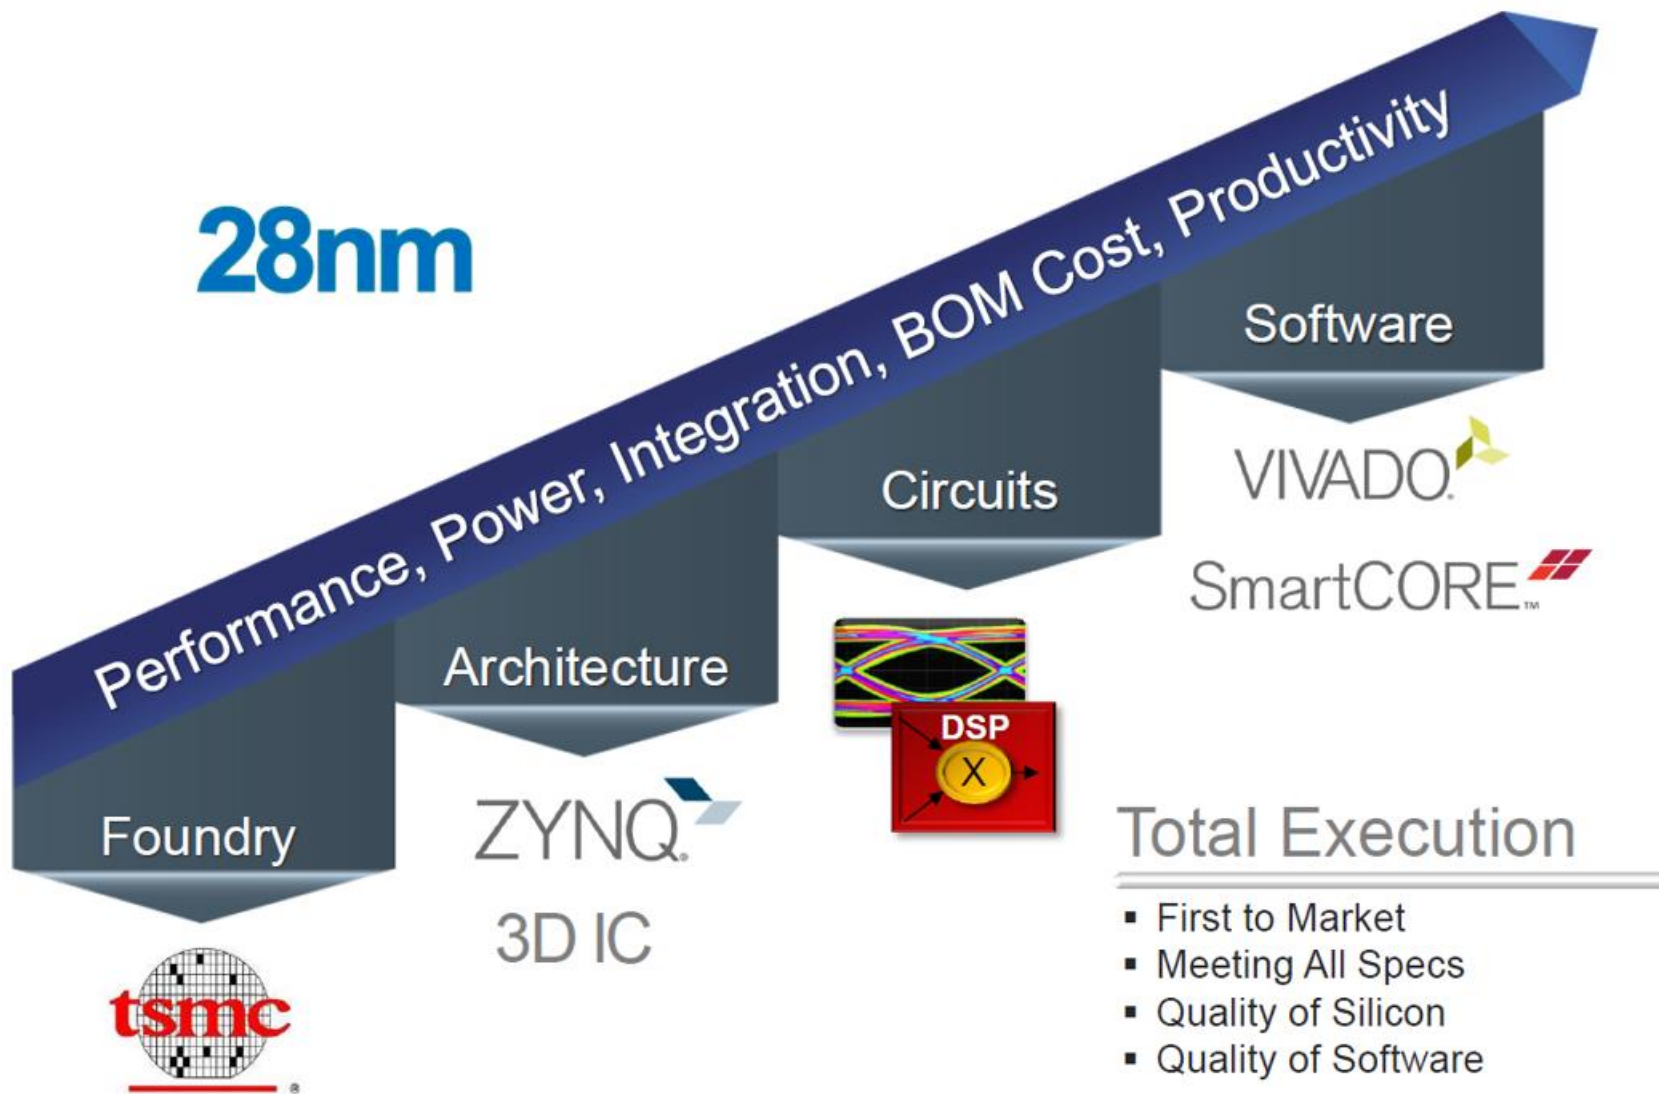 28nm
Performance, Power, Integration, BOM Cost, Productivity
Foundry
tsmc
®
Architecture
ZYNQ®
3D IC
Circuits
DSP
X
Software
VIVADO®
SmartCORE™
Total Execution
▪ First to Market
▪ Meeting All Specs
▪ Quality of Silicon
▪ Quality of Software